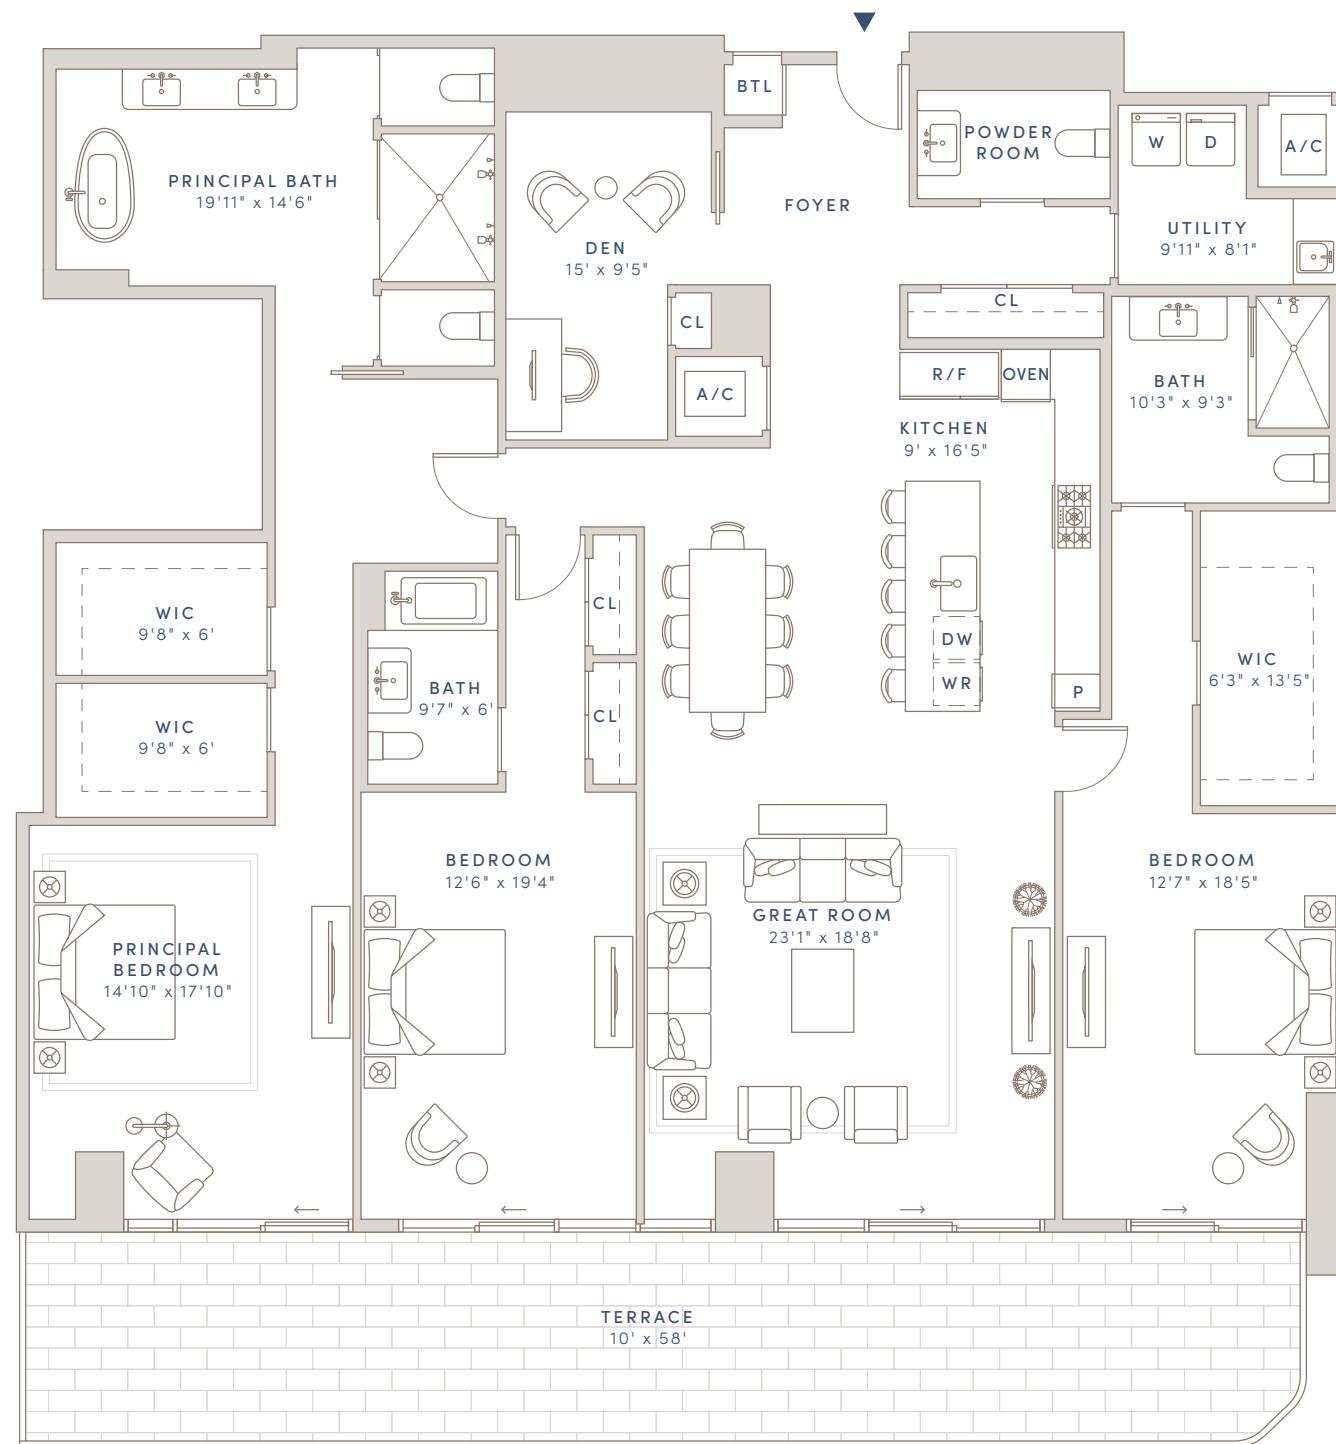 BTL
POWDER
ROOM
W
D
A/C
PRINCIPAL BATH
19'11" x 14'6"
FOYER
UTILITY
9'11" x 8'1"
DEN
15' x 9'5"
CL
CL
R/F
OVEN
BATH
10'3" x 9'3"
A/C
KITCHEN
9' x 16'5"
WIC
9'8" x 6'
CL
DW
WIC
6'3" x 13'5"
WR
P
BATH
9'7" x 6'
CL
WIC
9'8" x 6'
BEDROOM
12'6" x 19'4"
BEDROOM
12'7" x 18'5"
GREAT ROOM
23'1" x 18'8"
PRINCIPAL
BEDROOM
14'10" x 17'10"
TERRACE
10' x 58'